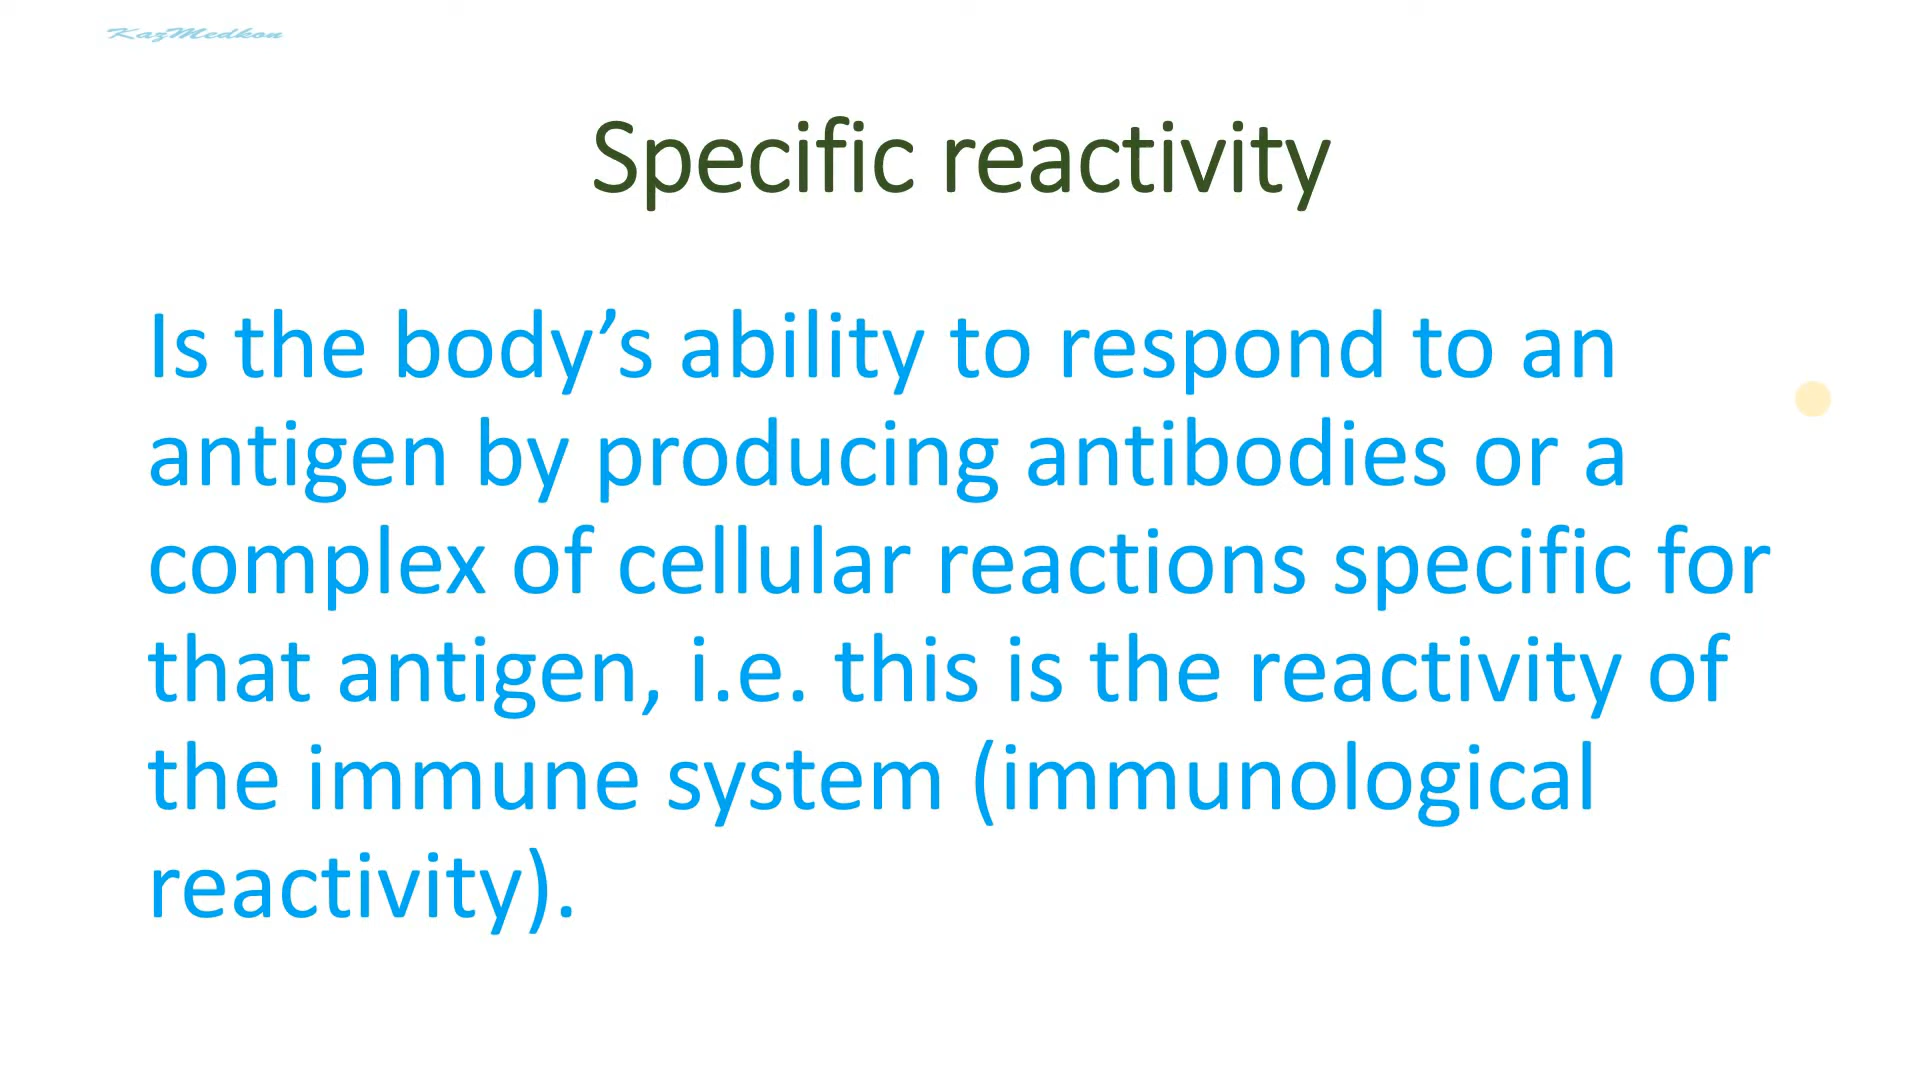 KazMedkon
Specific reactivity
Is the body’s ability to respond to an
antigen by producing antibodies or a
complex of cellular reactions specific for
that antigen, i.e. this is the reactivity of
the immune system (immunological
reactivity).